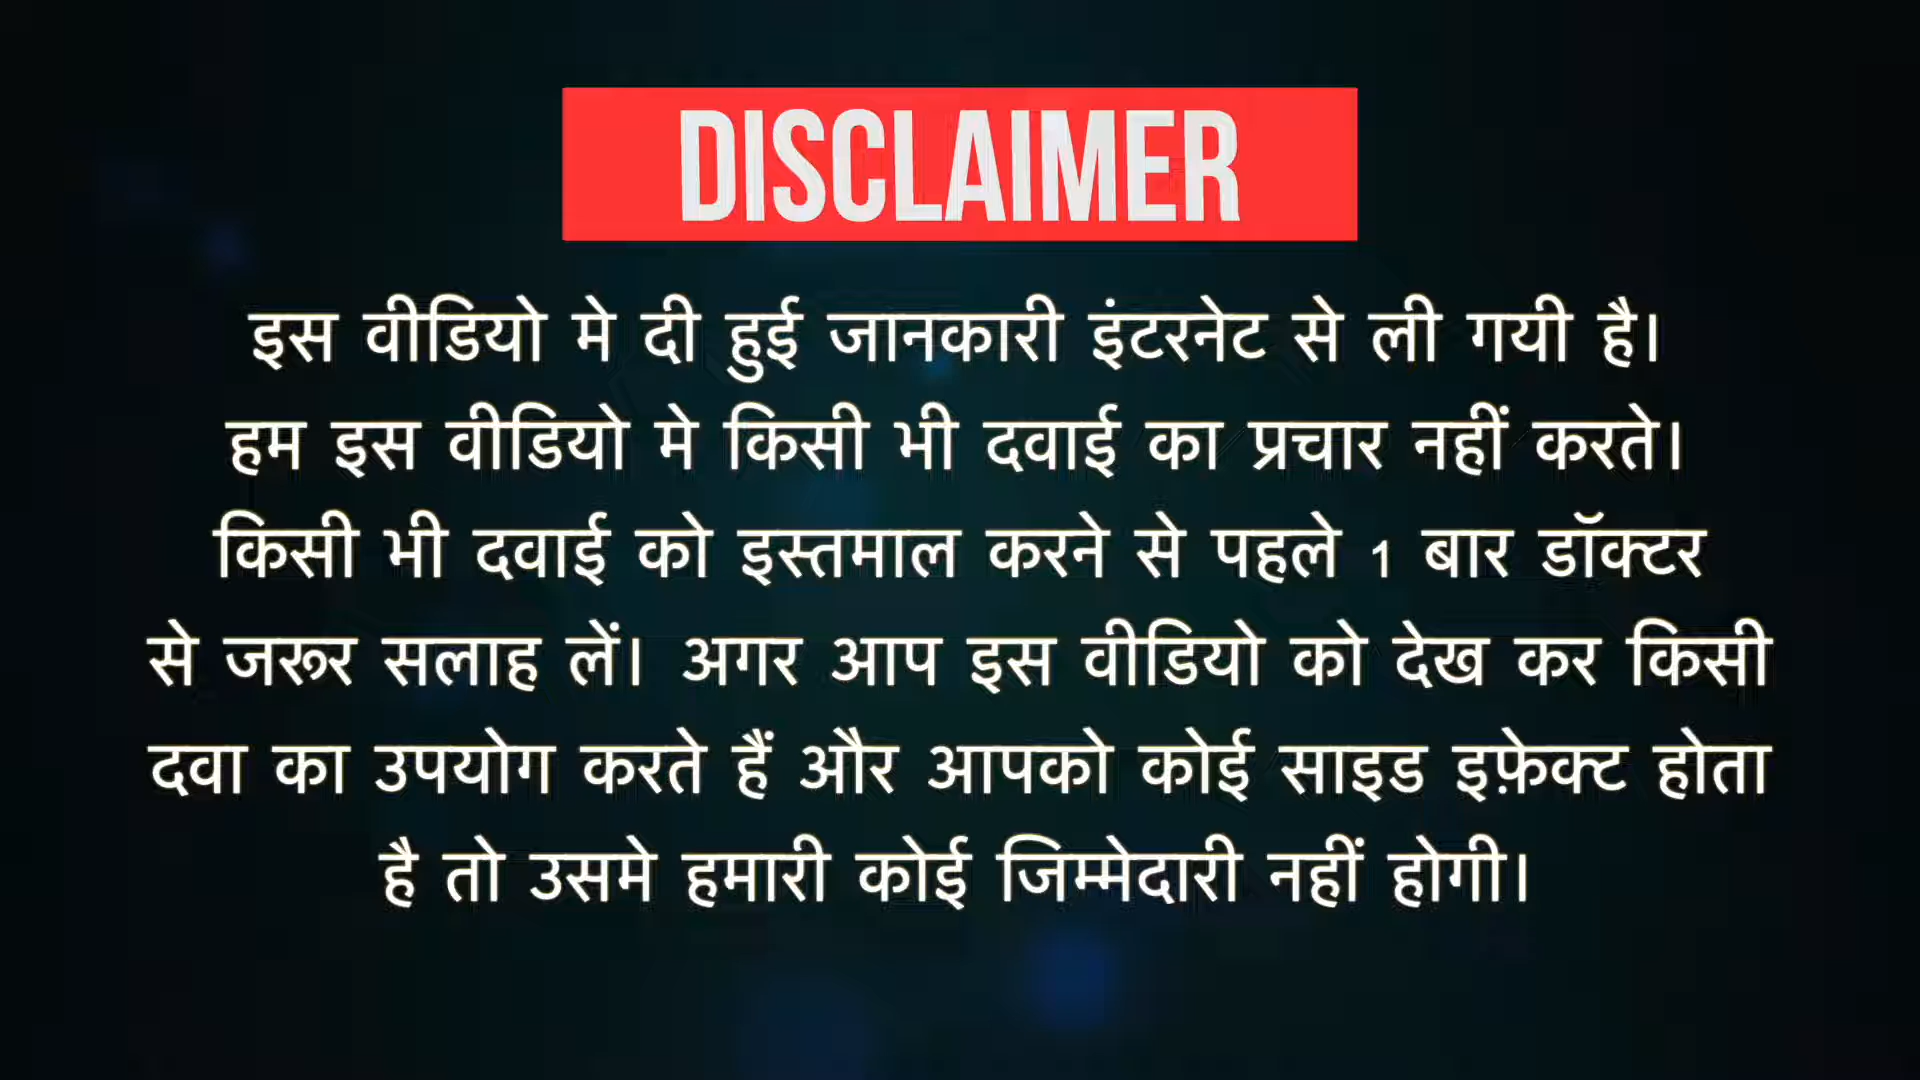 DISCLAIMER
इस वीडियो मे दी हुई जानकारी इंटरनेट से ली गयी है।
हम इस वीडियो मे किसी भी दवाई का प्रचार नहीं करते।
किसी भी दवाई को इस्तमाल करने से पहले 1 बार डॉक्टर
से जरूर सलाह लें। अगर आप इस वीडियो को देख कर किसी
दवा का उपयोग करते हैं और आपको कोई साइड इफ़ेक्ट होता
है तो उसमे हमारी कोई जिम्मेदारी नहीं होगी।